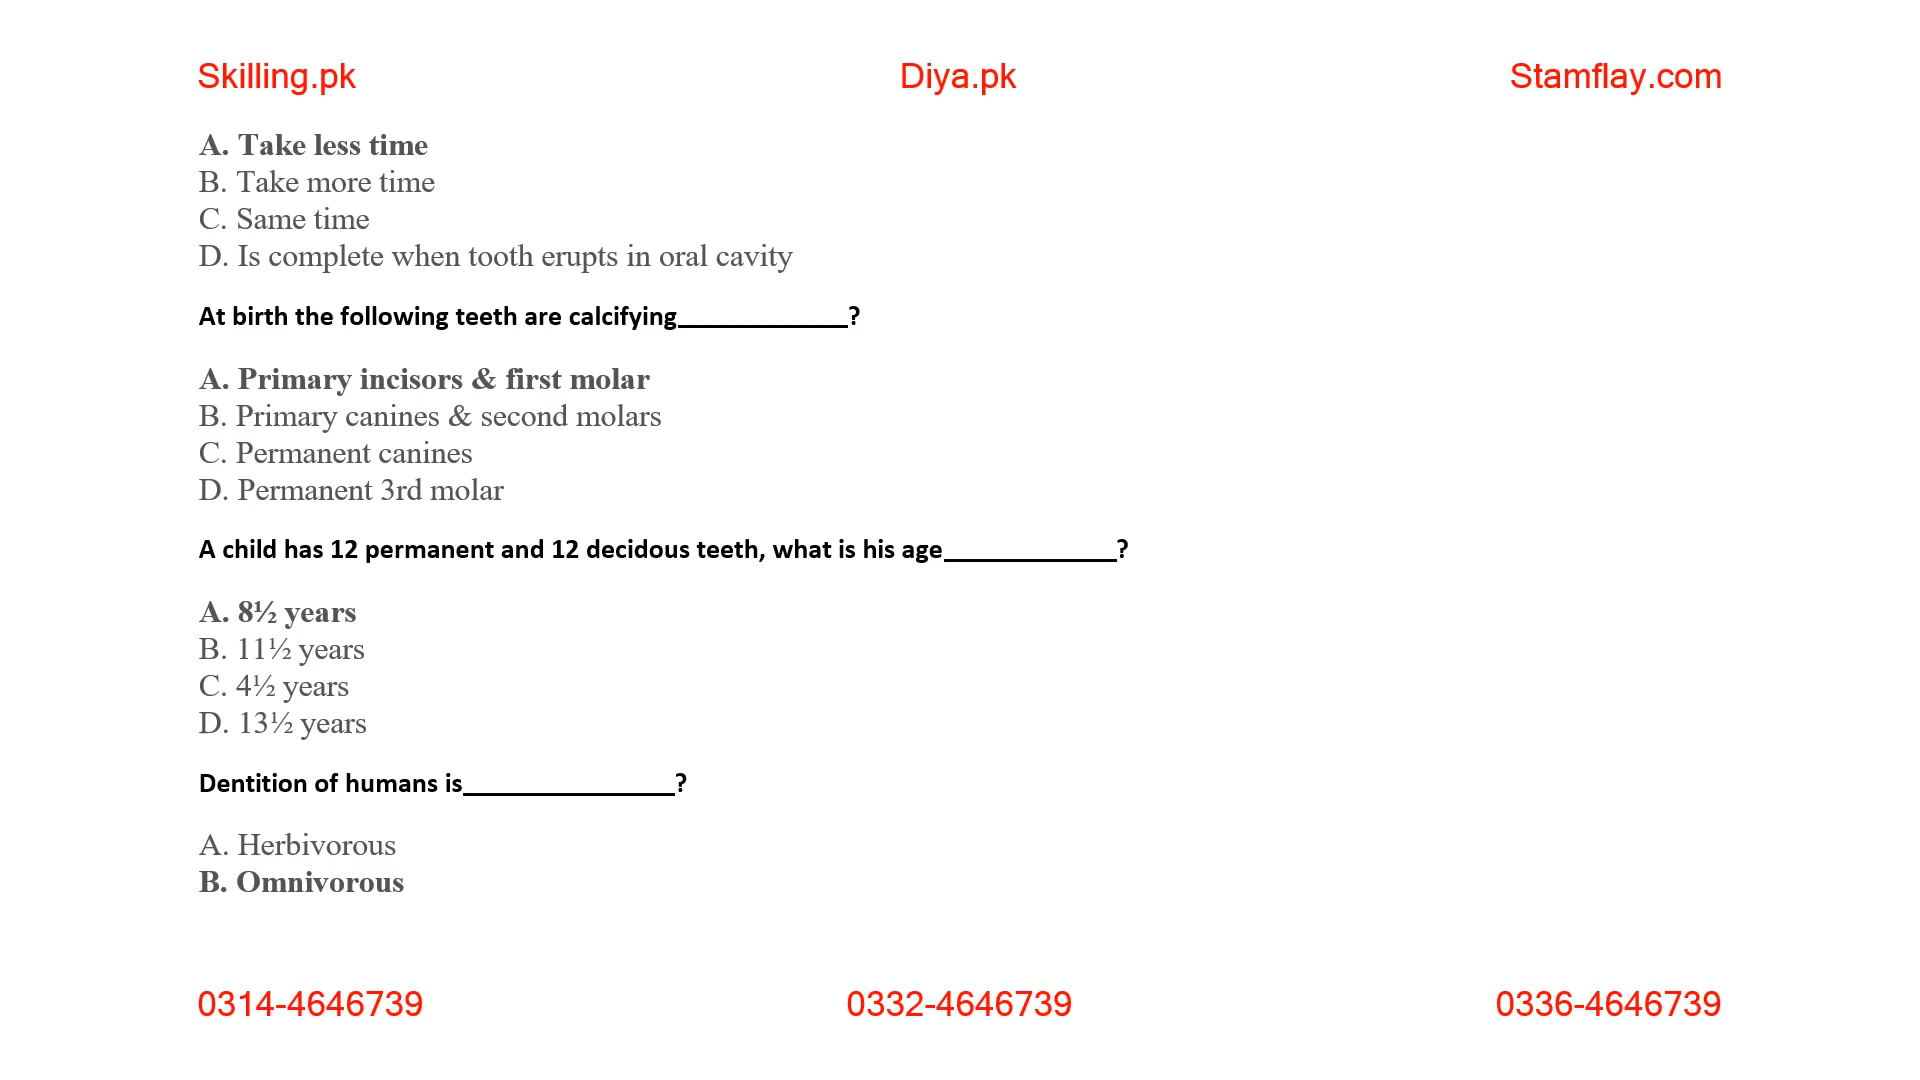 Skilling.pk Diya.pk Stamflay.com
A. Take less time
B. Take more time
C. Same time
D. Is complete when tooth erupts in oral cavity
At birth the following teeth are calcifying____________?
A. Primary incisors & first molar
B. Primary canines & second molars
C. Permanent canines
D. Permanent 3rd molar
A child has 12 permanent and 12 decidous teeth, what is his age____________?
A. 8½ years
B. 11½ years
C. 4½ years
D. 13½ years
Dentition of humans is_______________?
A. Herbivorous
B. Omnivorous
0314-4646739 0332-4646739 0336-4646739